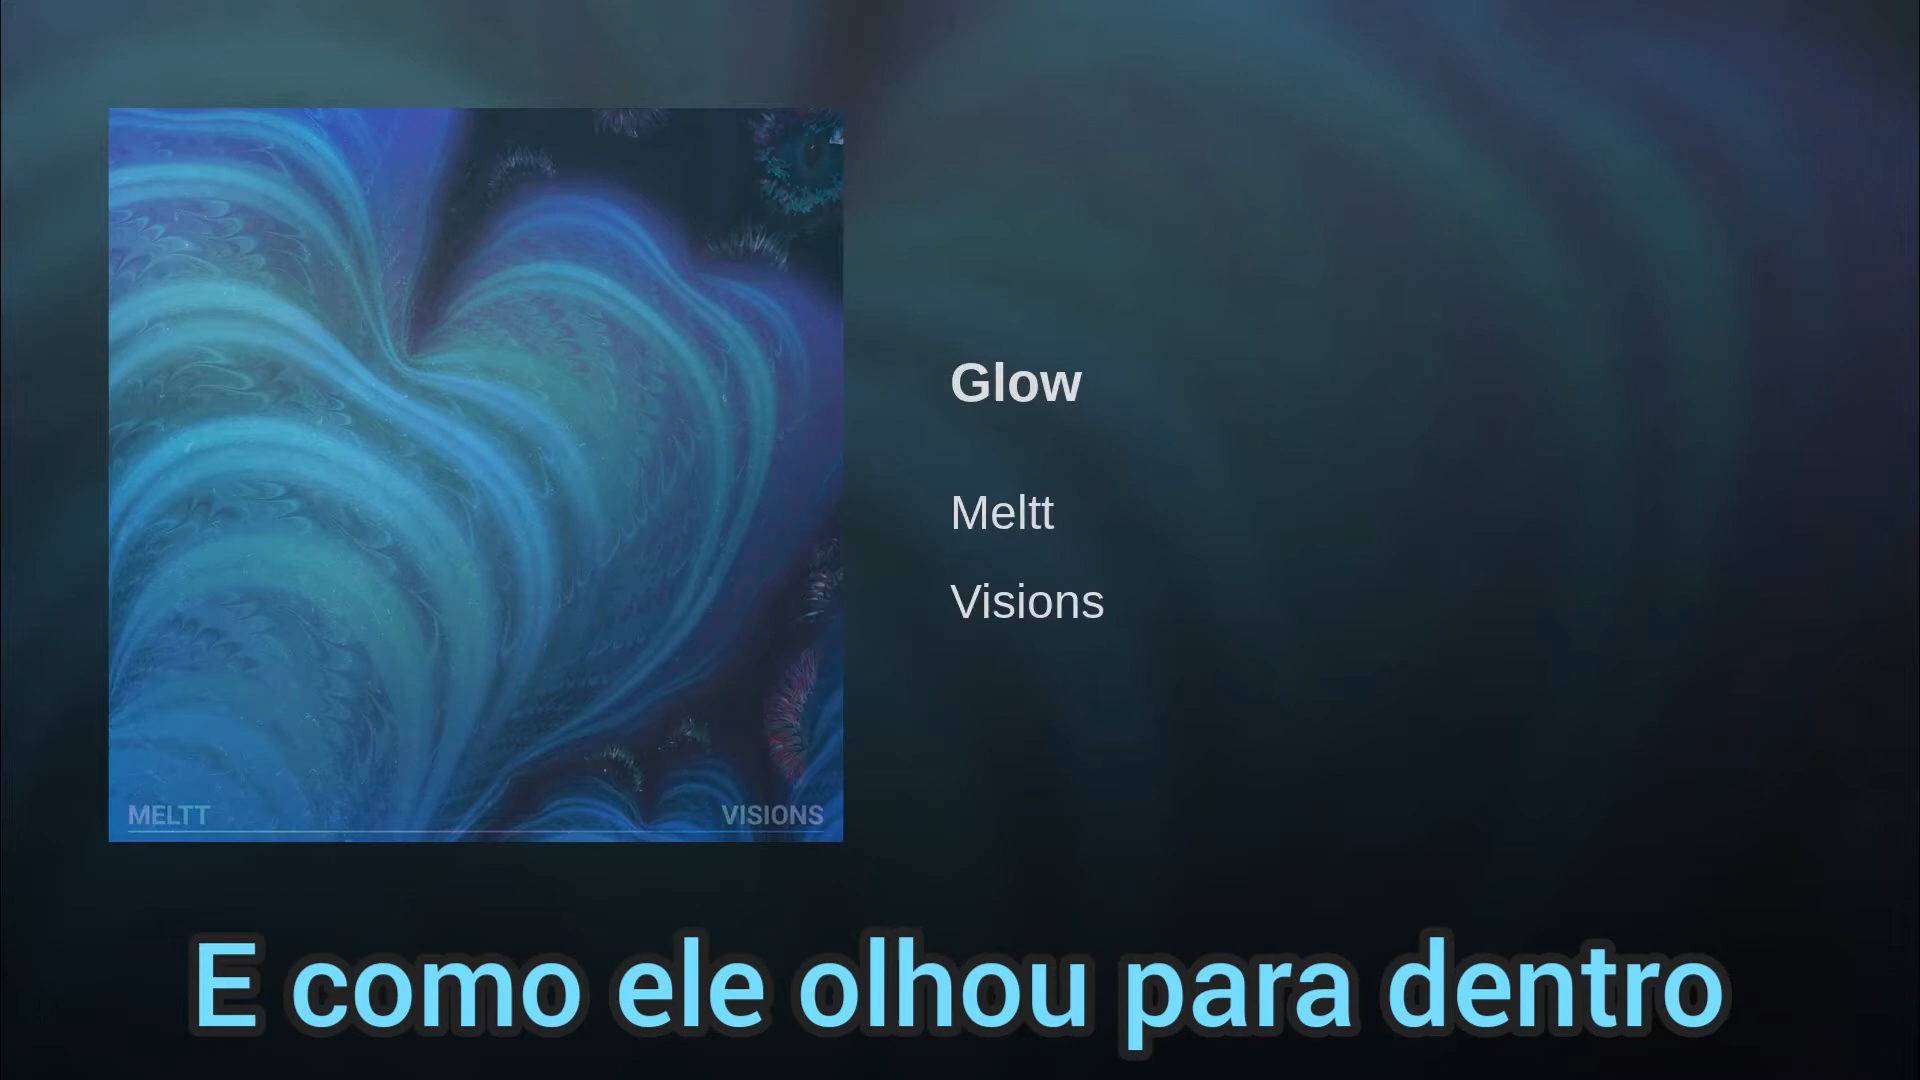 Glow
Meltt
Visions
MELTT
VISIONS
E como ele olhou para dentro